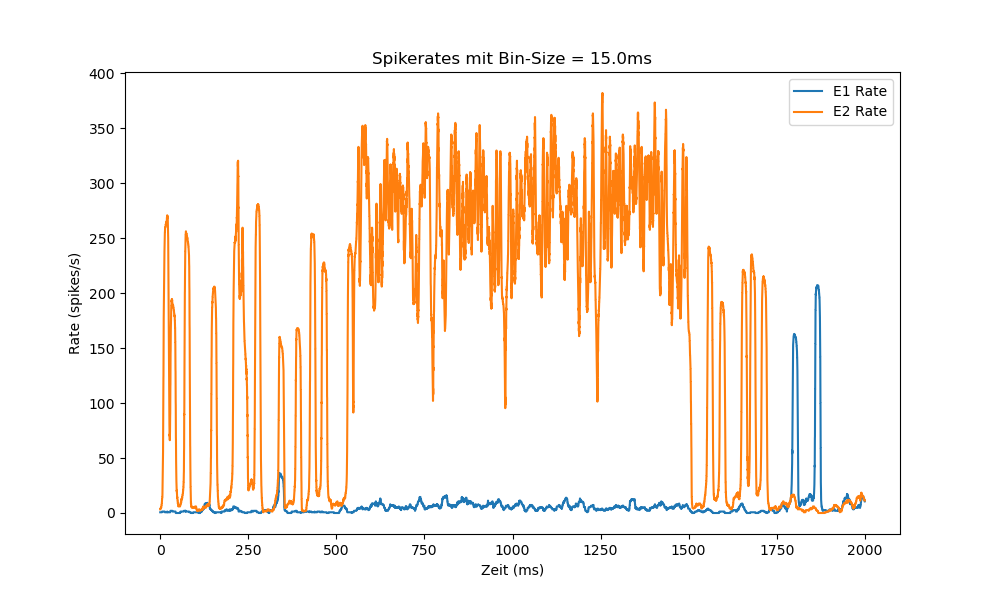 Spikerates mit Bin-Size = 15.0ms
E1 Rate
E2 Rate
Rate (spikes/s)
400
350
300
250
200
150
100
50
0
0 250 500 750 1000 1250 1500 1750 2000
Zeit (ms)